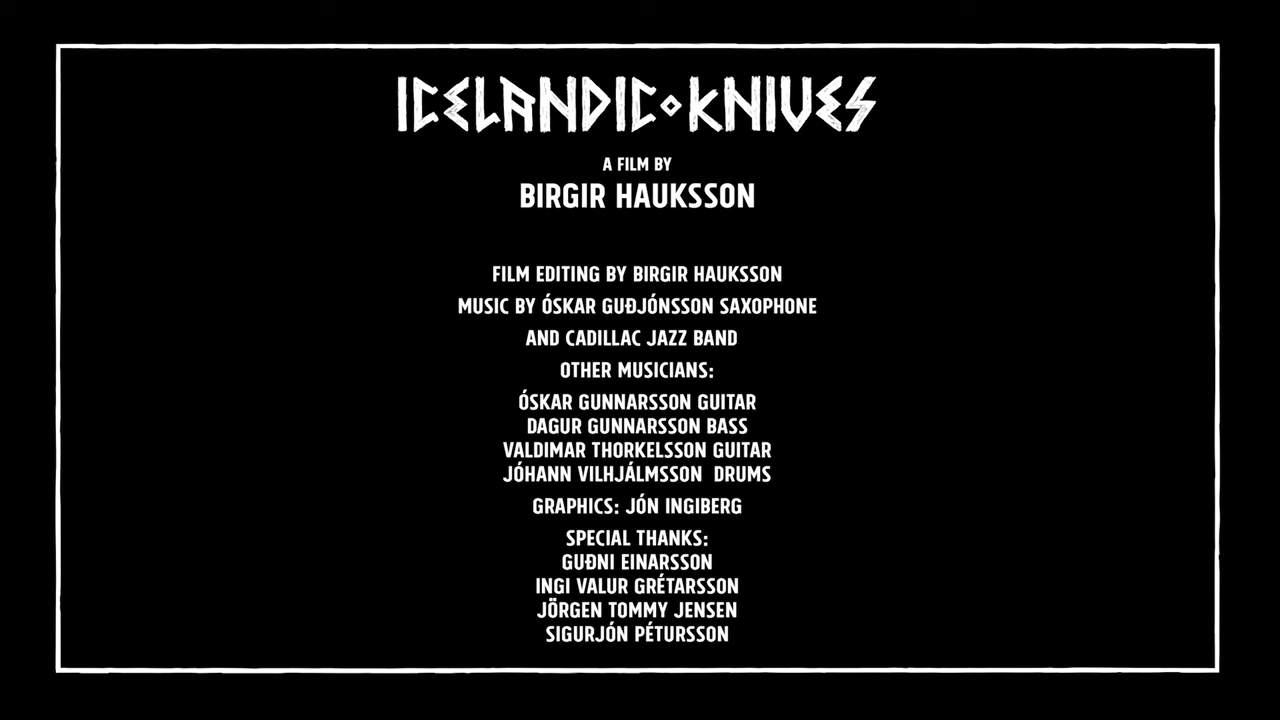 ICELANDIC⋄KNIVES
A FILM BY
BIRGIR HAUKSSON
FILM EDITING BY BIRGIR HAUKSSON
MUSIC BY ÓSKAR GUÐJÓNSSON SAXOPHONE
AND CADILLAC JAZZ BAND
OTHER MUSICIANS:
ÓSKAR GUNNARSSON GUITAR
DAGUR GUNNARSSON BASS
VALDIMAR THORKELSSON GUITAR
JÓHANN VILHJÁLMSSON DRUMS
GRAPHICS: JÓN INGIBERG
SPECIAL THANKS:
GUÐNI EINARSSON
INGI VALUR GRÉTARSSON
JÖRGEN TOMMY JENSEN
SIGURJÓN PÉTURSSON